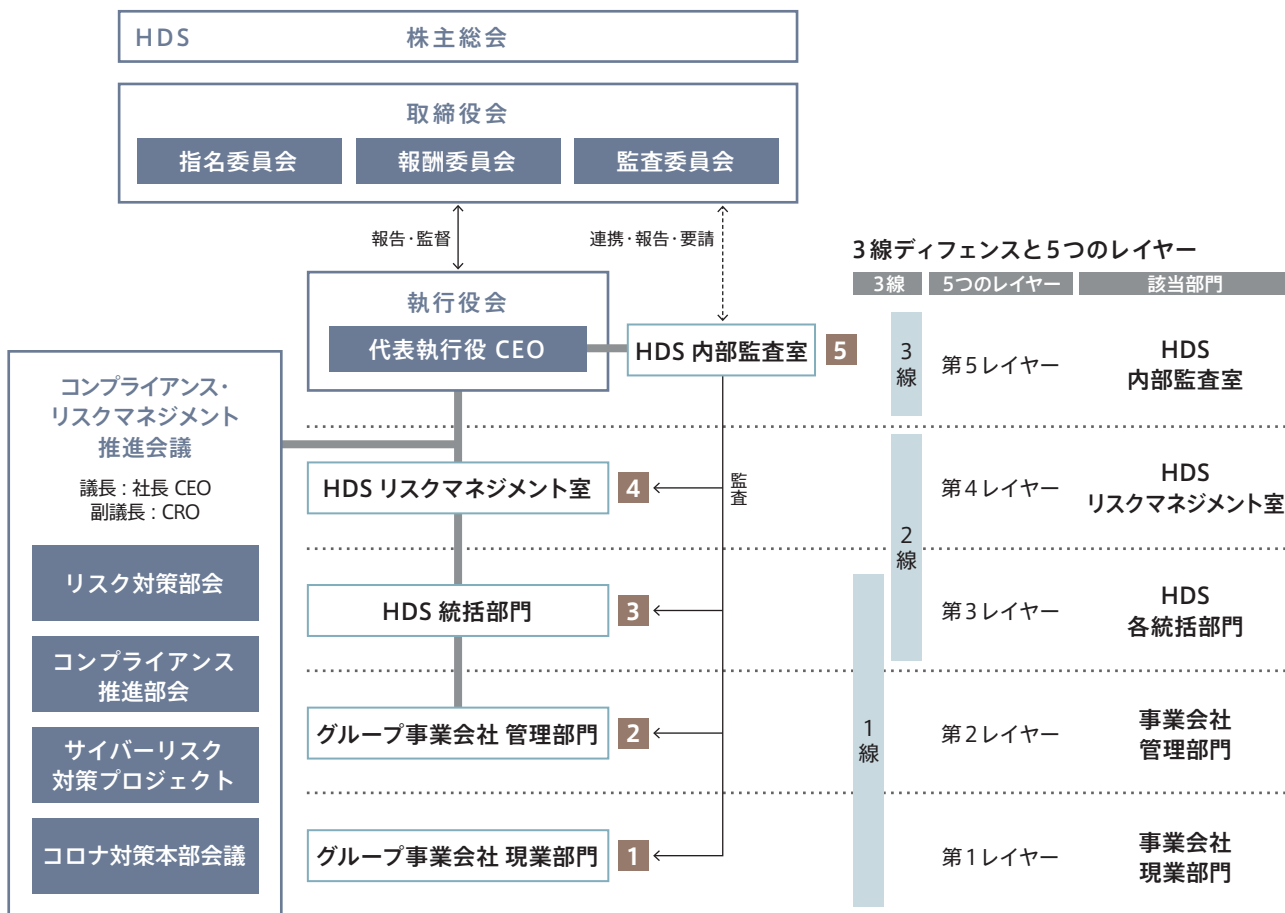 HDS 株主総会
取締役会
指名委員会
報酬委員会
監査委員会
報告・監督
連携・報告・要請
執行役会
代表執行役 CEO
HDS 内部監査室
5
コンプライアンス・
リスクマネジメント
推進会議
議長：社長 CEO
副議長：CRO
リスク対策部会
コンプライアンス
推進部会
サイバーリスク
対策プロジェクト
コロナ対策本部会議
HDS リスクマネジメント室
4
監査
HDS 統括部門
3
グループ事業会社 管理部門
2
グループ事業会社 現業部門
1
3線ディフェンスと5つのレイヤー
3線
5つのレイヤー
該当部門
3線
第5レイヤー
HDS
内部監査室
2線
第4レイヤー
HDS
リスクマネジメント室
第3レイヤー
HDS
各統括部門
1線
第2レイヤー
事業会社
管理部門
第1レイヤー
事業会社
現業部門